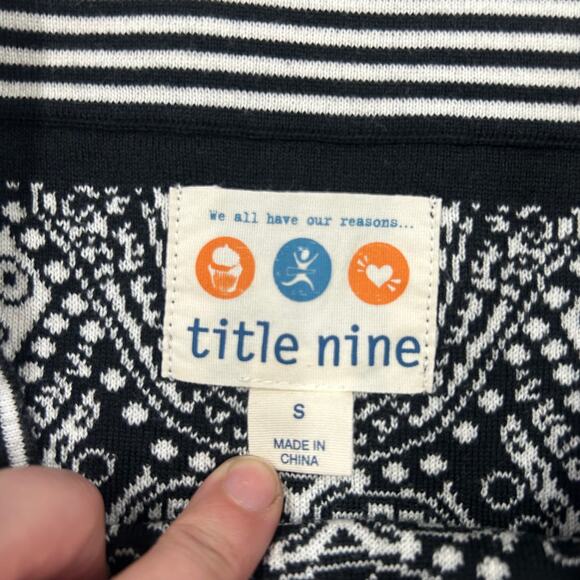 We all have our reasons...
title nine
S
MADE IN
CHINA